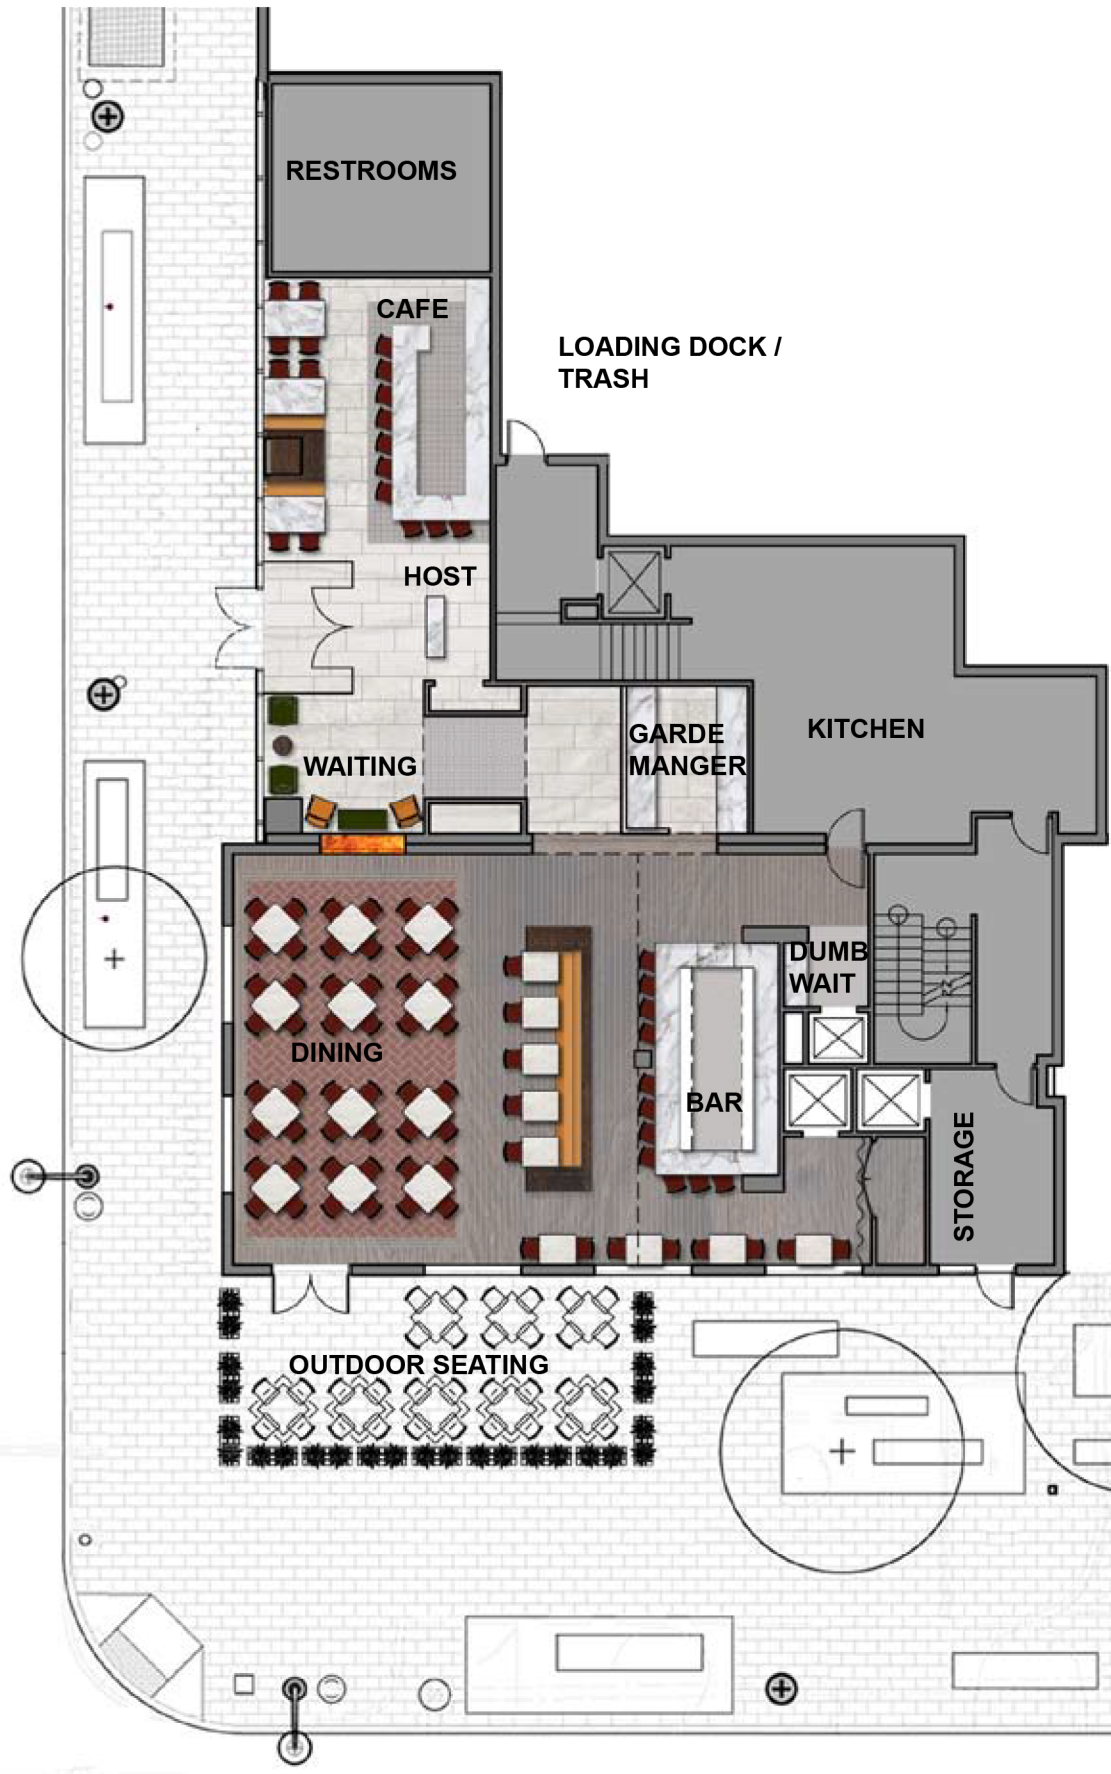 RESTROOMS
CAFE
LOADING DOCK /
TRASH
HOST
KITCHEN
GARDE
MANGER
WAITING
DUMB
WAIT
DINING
BAR
STORAGE
OUTDOOR SEATING